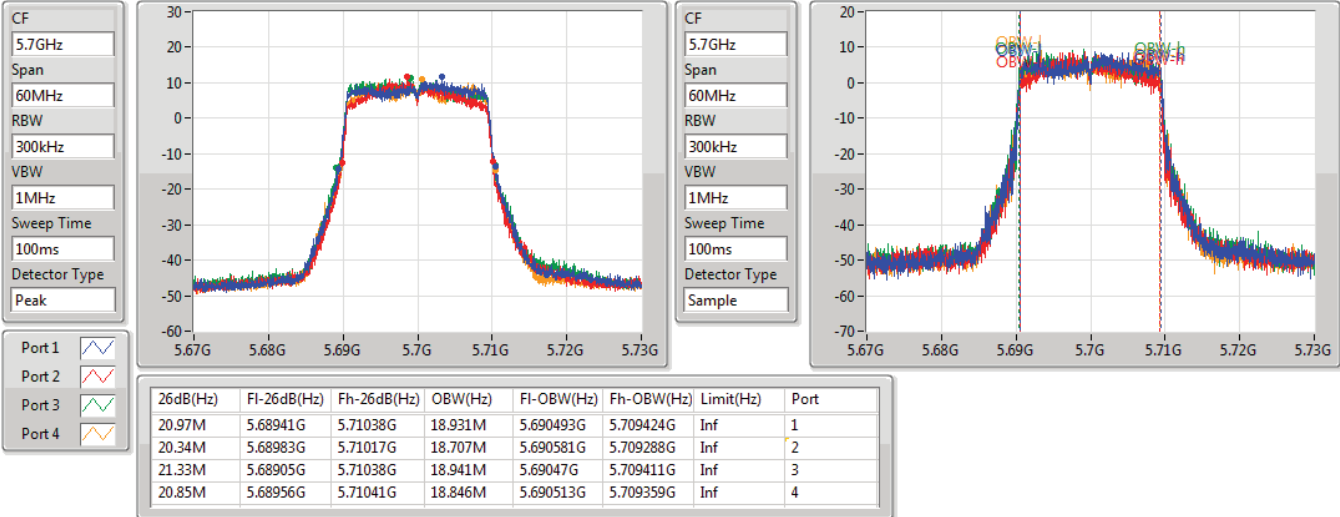 CF
5.7GHz
Span
60MHz
RBW
300kHz
VBW
1MHz
Sweep Time
100ms
Detector Type
Peak
30
20
10
0
-10
-20
-30
-40
-50
-60
5.67G 5.68G 5.69G 5.7G 5.71G 5.72G 5.73G
CF
5.7GHz
Span
60MHz
RBW
300kHz
VBW
1MHz
Sweep Time
100ms
Detector Type
Sample
20
10
0
-10
-20
-30
-40
-50
-60
-70
OBW-h
5.67G 5.68G 5.69G 5.7G 5.71G 5.72G 5.73G
Port 1
Port 2
Port 3
Port 4
26dB(Hz) Fl-26dB(Hz) Fh-26dB(Hz) OBW(Hz) Fl-OBW(Hz) Fh-OBW(Hz) Limit(Hz) Port
20.97M 5.68941G 5.71038G 18.931M 5.690493G 5.709424G Inf 1
20.34M 5.68983G 5.71017G 18.707M 5.690581G 5.709288G Inf 2
21.33M 5.68905G 5.71038G 18.941M 5.69047G 5.709411G Inf 3
20.85M 5.68956G 5.71041G 18.846M 5.690513G 5.709359G Inf 4